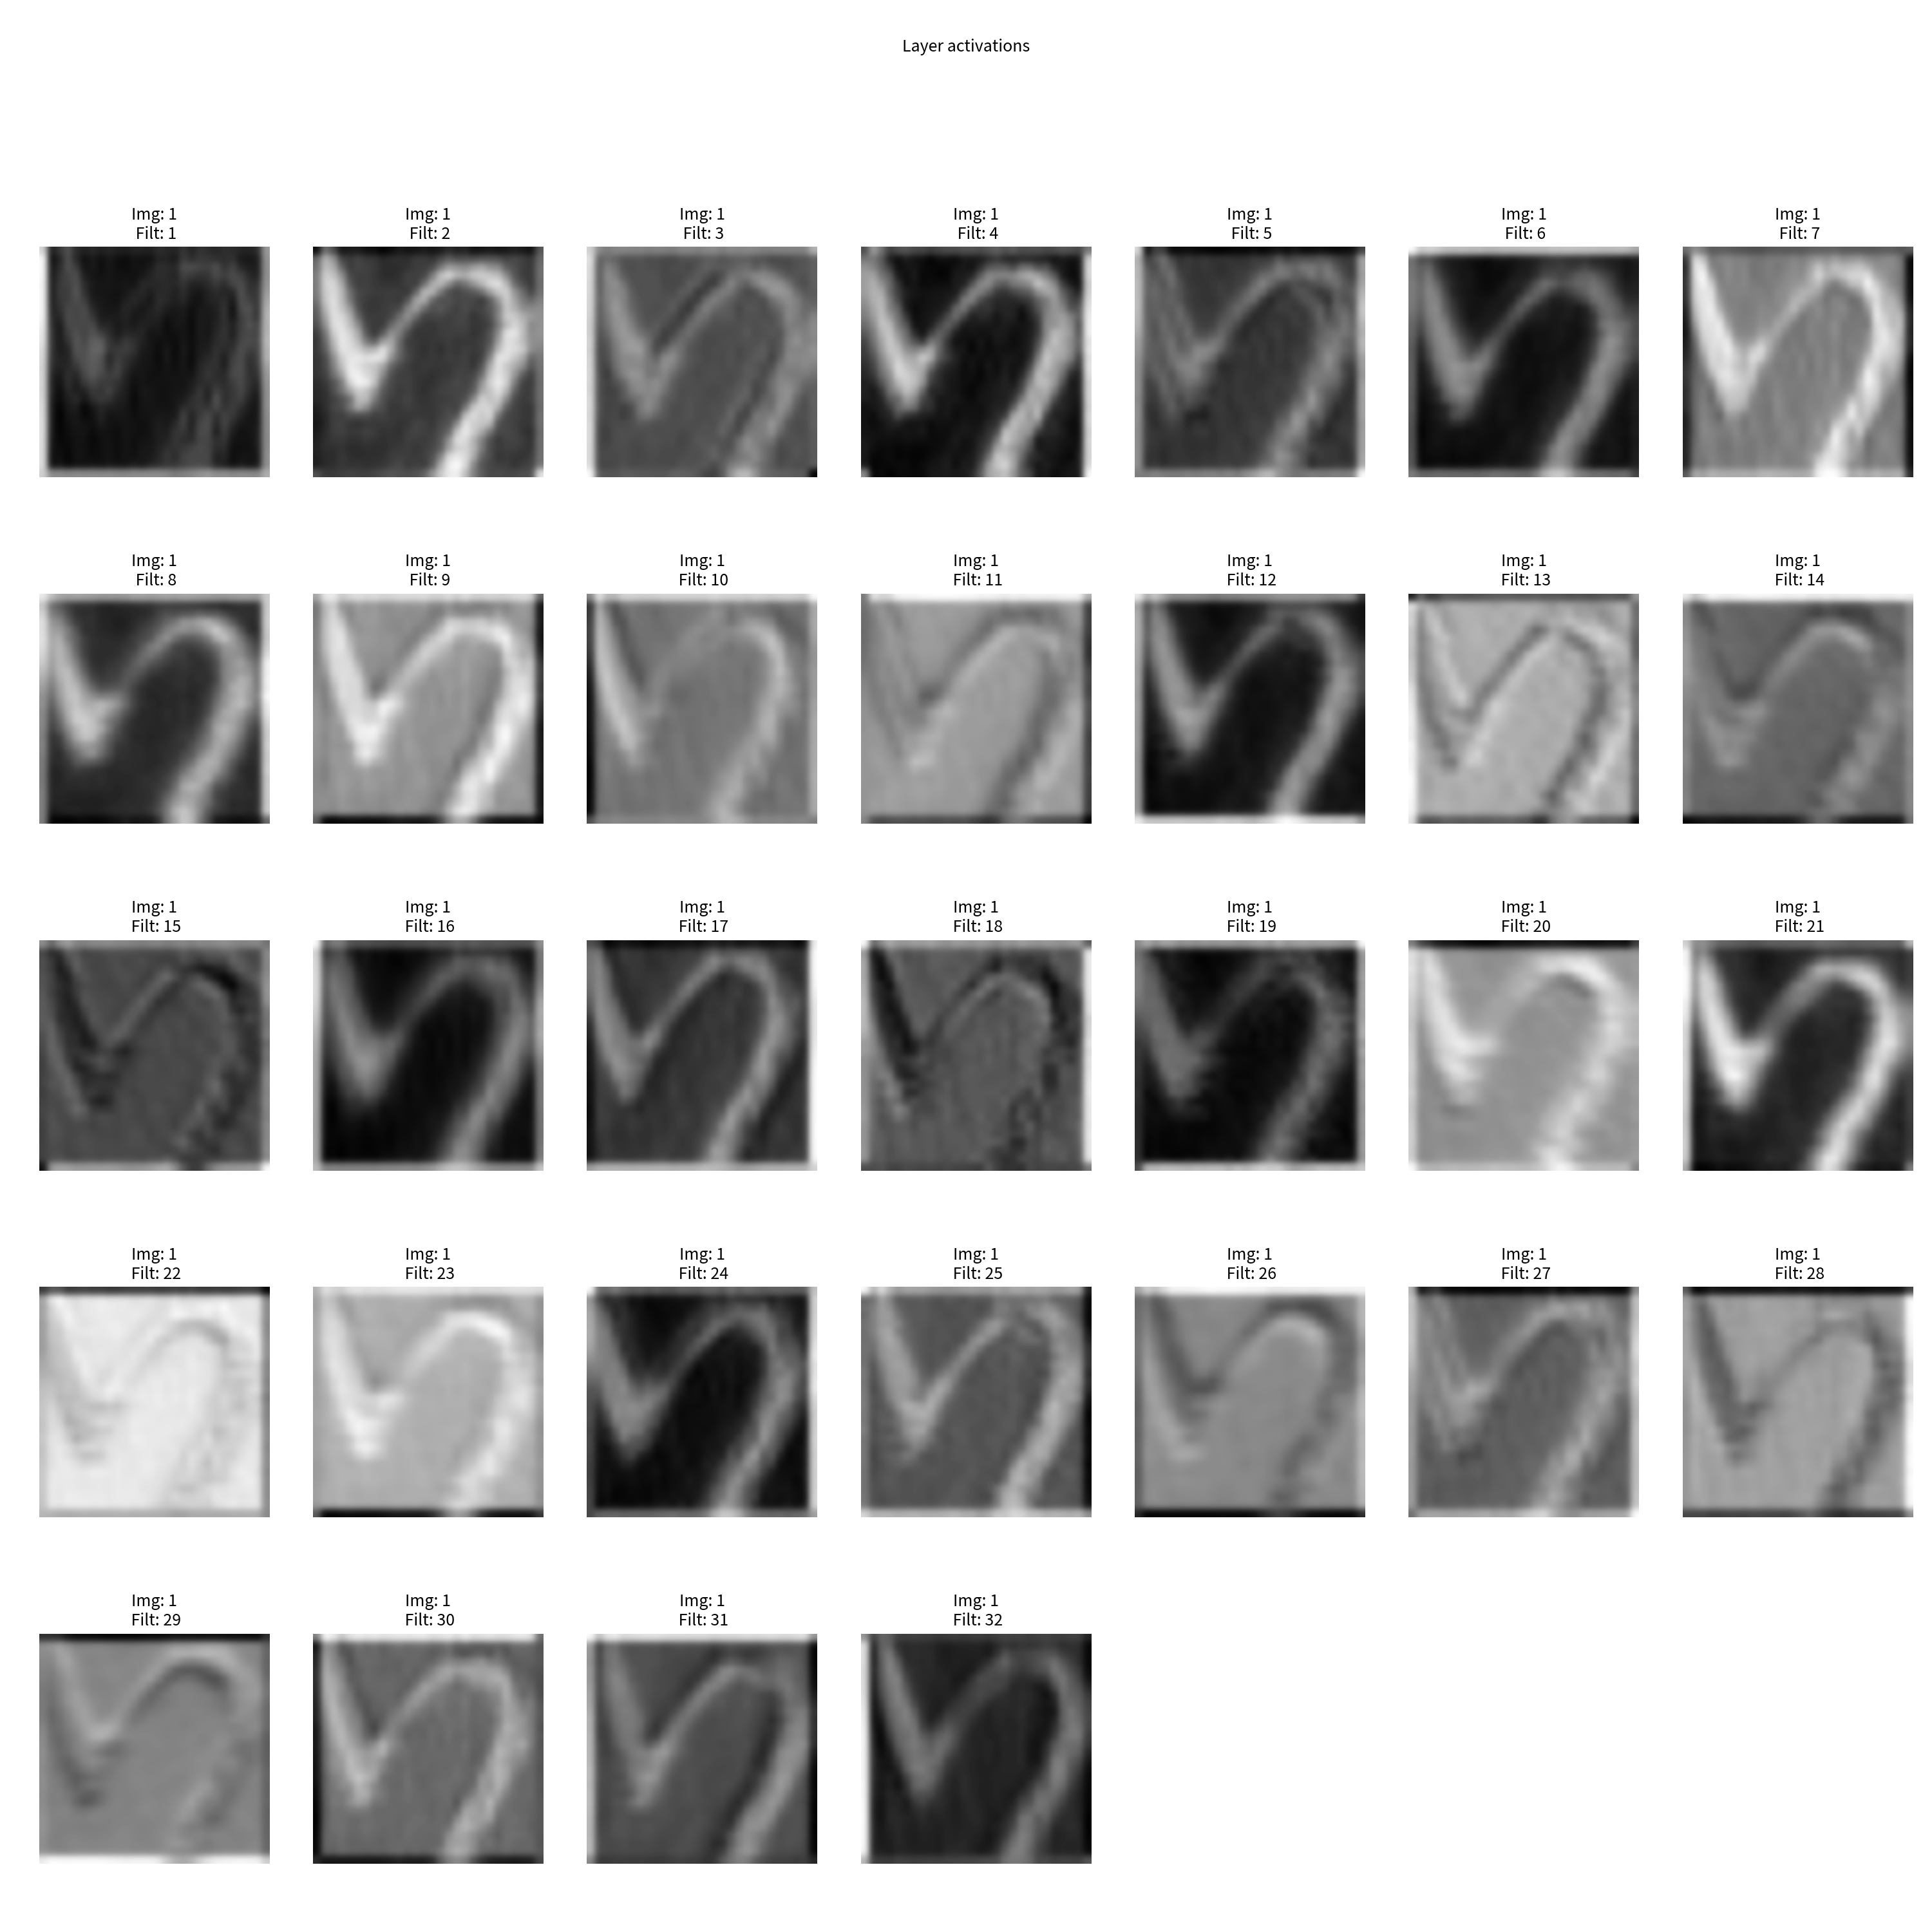 Layer activations
Img: 1 Img: 1 Img: 1 Img: 1 Img: 1 Img: 1 Img: 1
Filt: 1 Filt: 2 Filt: 3 Filt: 4 Filt: 5 Filt: 6 Filt: 7
Img: 1 Img: 1 Img: 1 Img: 1 Img: 1 Img: 1 Img: 1
Filt: 8 Filt: 9 Filt: 10 Filt: 11 Filt: 12 Filt: 13 Filt: 14
Img: 1 Img: 1 Img: 1 Img: 1 Img: 1 Img: 1 Img: 1
Filt: 15 Filt: 16 Filt: 17 Filt: 18 Filt: 19 Filt: 20 Filt: 21
Img: 1 Img: 1 Img: 1 Img: 1 Img: 1 Img: 1 Img: 1
Filt: 22 Filt: 23 Filt: 24 Filt: 25 Filt: 26 Filt: 27 Filt: 28
Img: 1 Img: 1 Img: 1 Img: 1
Filt: 29 Filt: 30 Filt: 31 Filt: 32